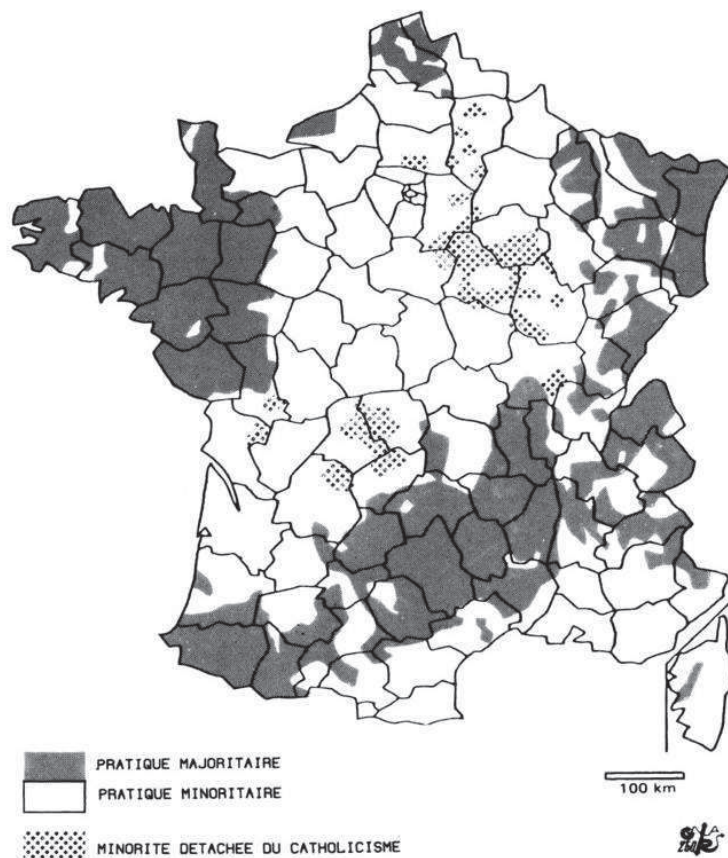 PRATIQUE MAJORITAIRE
PRATIQUE MINORITAIRE
100 km
MINORITE DETACHEE DU CATHOLICISME